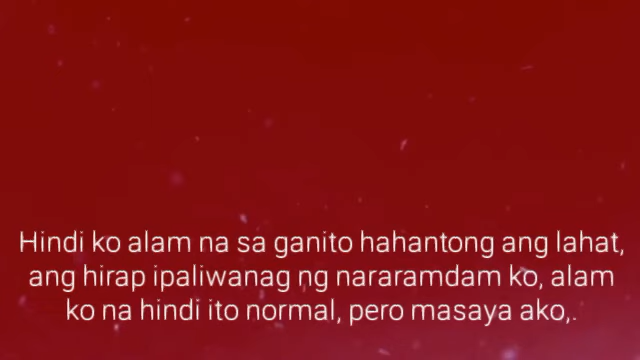 Hindi ko alam na sa ganito hahantong ang lahat,
ang hirap ipaliwanag ng nararamdam ko, alam
ko na hindi ito normal, pero masaya ako,.